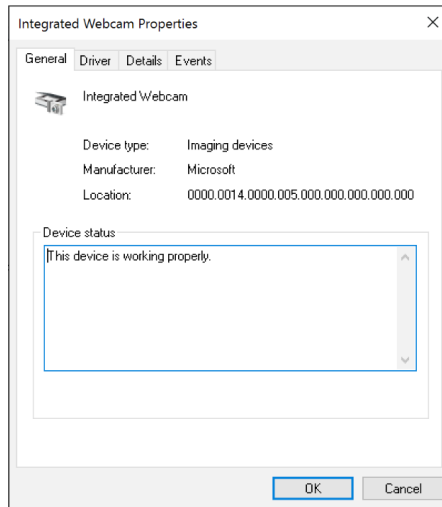 Integrated Webcam Properties
General Driver Details Events
Integrated Webcam
Device type: Imaging devices
Manufacturer: Microsoft
Location: 0000.0014.0000.005.000.000.000.000.000
Device status
This device is working properly.
OK Cancel